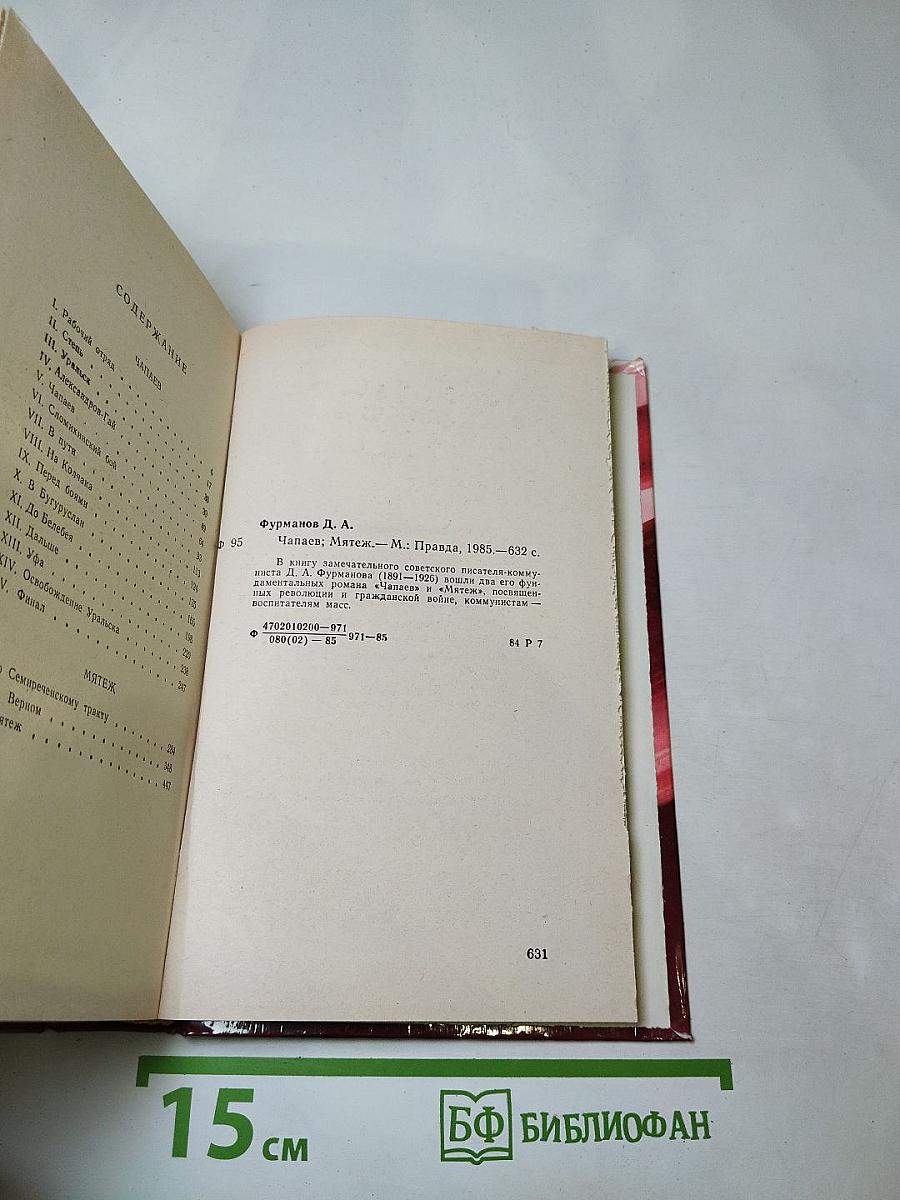 СОДЕРЖАНИЕ
ЧАПАЕВ
I. Рабочий отряд
II. Степь
III. Уральск
IV. Александров-Гай
V. Чапаев
VI. Сломихинский бой
VII. В пути
VIII. На Колчака
IX. Перед боями
X. В Бугуруслан
XI. До Белебея
XII. Дальше
XIII. Уфа
XIV. Освобождение Уральска
V. Финал
МЯТЕЖ
Семиреченскому тракту 284
Верном 348
ятеж 447
Фурманов Д. А.
Ф 95 Чапаев; Мятеж.— М.: Правда, 1985.—632 с.
В книгу замечательного советского писателя-комму-
ниста Д. А. Фурманова (1891—1926) вошли два его фун-
даментальных романа «Чапаев» и «Мятеж», посвящен-
ных революции и гражданской войне, коммунистам —
воспитателям масс.
Ф 4702010200—971
080(02) — 85 971—85
84 Р 7
631
15 см
БФ БИБЛИОФАН